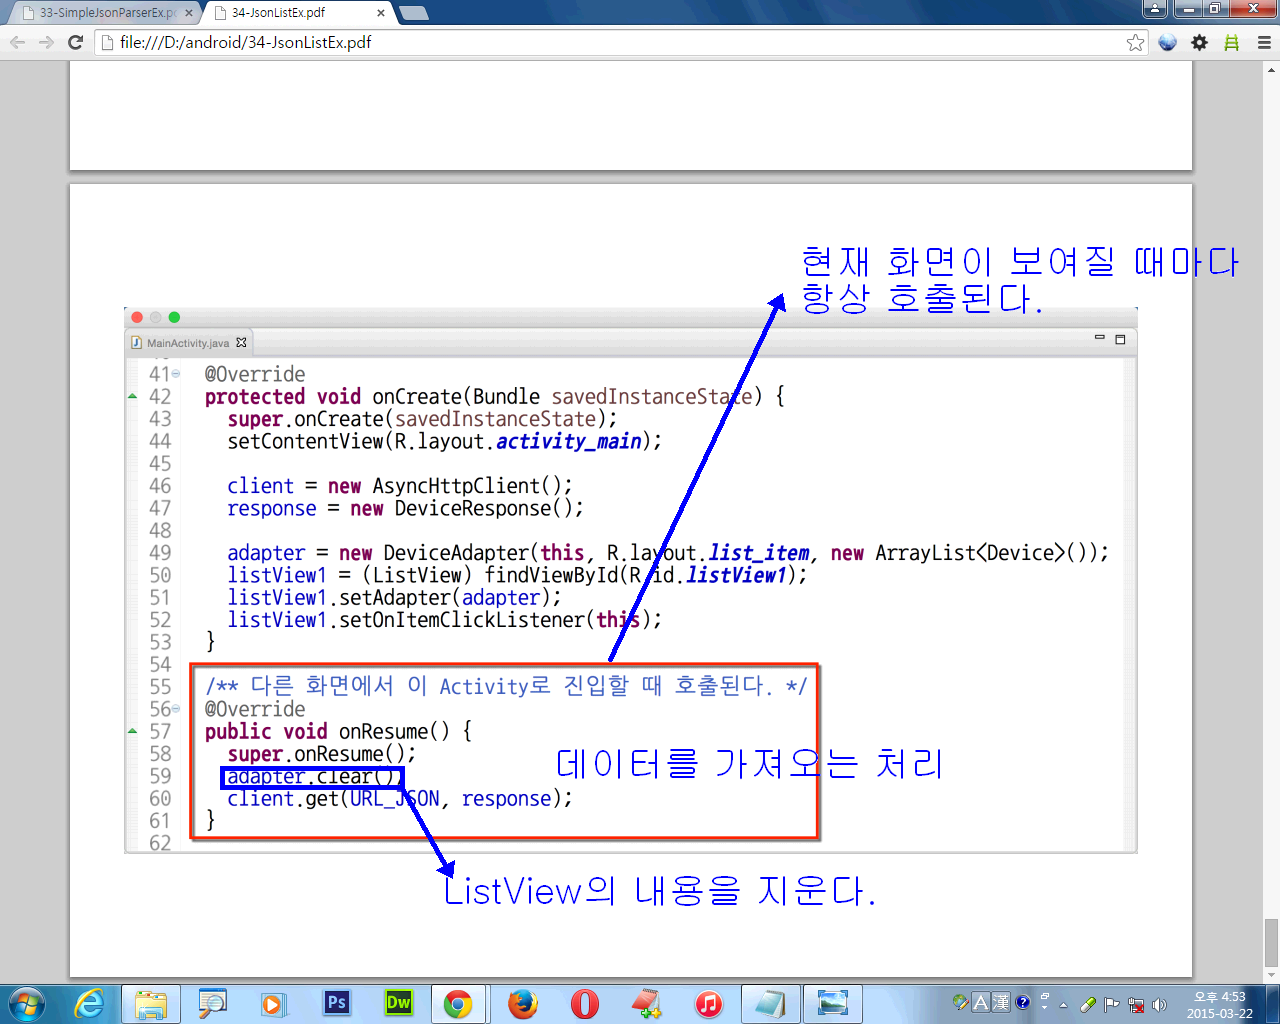 33-SimpleJsonParserEx.p
34-JsonListEx.pdf
file:///D:/android/34-JsonListEx.pdf
현재 화면이 보여질 때마다
항상 호출된다.
MainActivity.java
41 @Override
42 protected void onCreate(Bundle savedInstanceState) {
43 super.onCreate(savedInstanceState);
44 setContentView(R.layout.activity_main);
45
46 client = new AsyncHttpClient();
47 response = new DeviceResponse();
48
49 adapter = new DeviceAdapter(this, R.layout.list_item, new ArrayList<Device>());
50 listView1 = (ListView) findViewById(R.id.listView1);
51 listView1.setAdapter(adapter);
52 listView1.setOnItemClickListener(this);
53 }
54
55 /** 다른 화면에서 이 Activity로 진입할 때 호출된다. */
56 @Override
57 public void onResume() {
58 super.onResume();
데이터를 가져오는 처리
59 adapter.clear();
60 client.get(URL_JSON, response);
61 }
62
ListView의 내용을 지운다.
Ps
Dw
A 漢
오후 4:53
2015-03-22